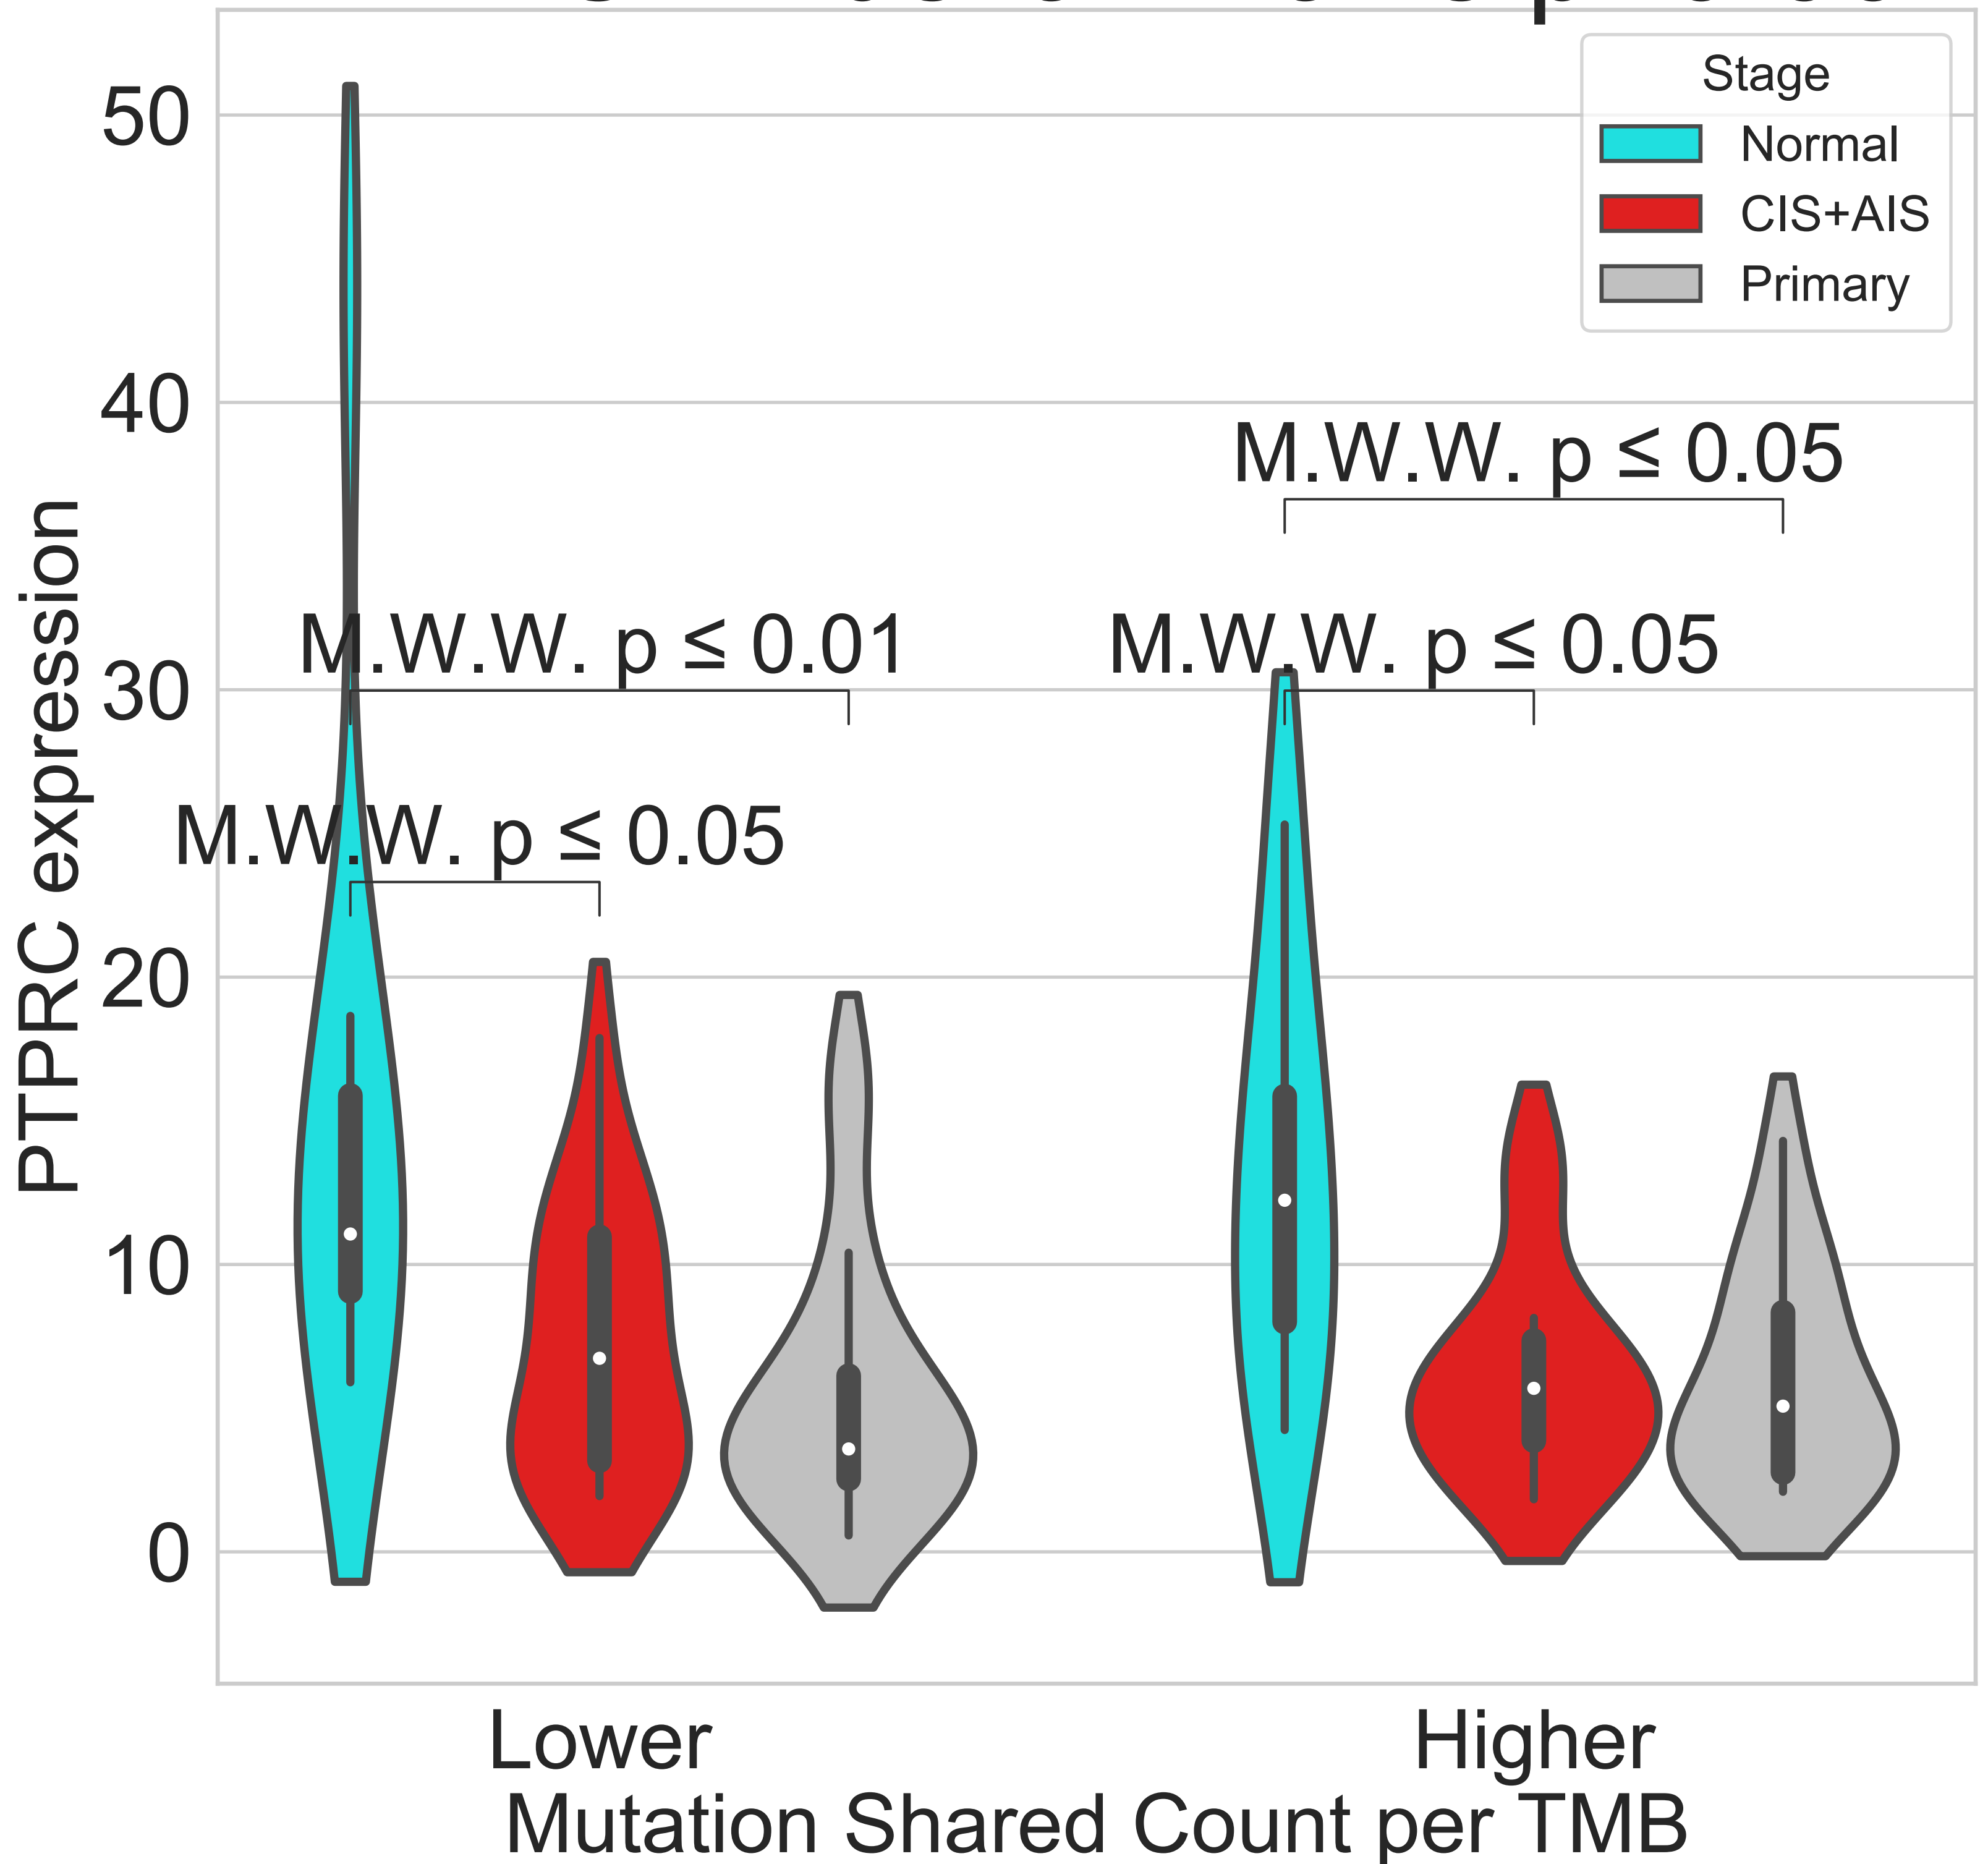 Stage
Normal
CIS+AIS
Primary
50
40
30
20
10
0
PTPRC expression
M.W.W. p ≤ 0.05
M.W.W. p ≤ 0.01
M.W.W. p ≤ 0.05
M.W.W. p ≤ 0.05
Lower
Higher
Mutation Shared Count per TMB